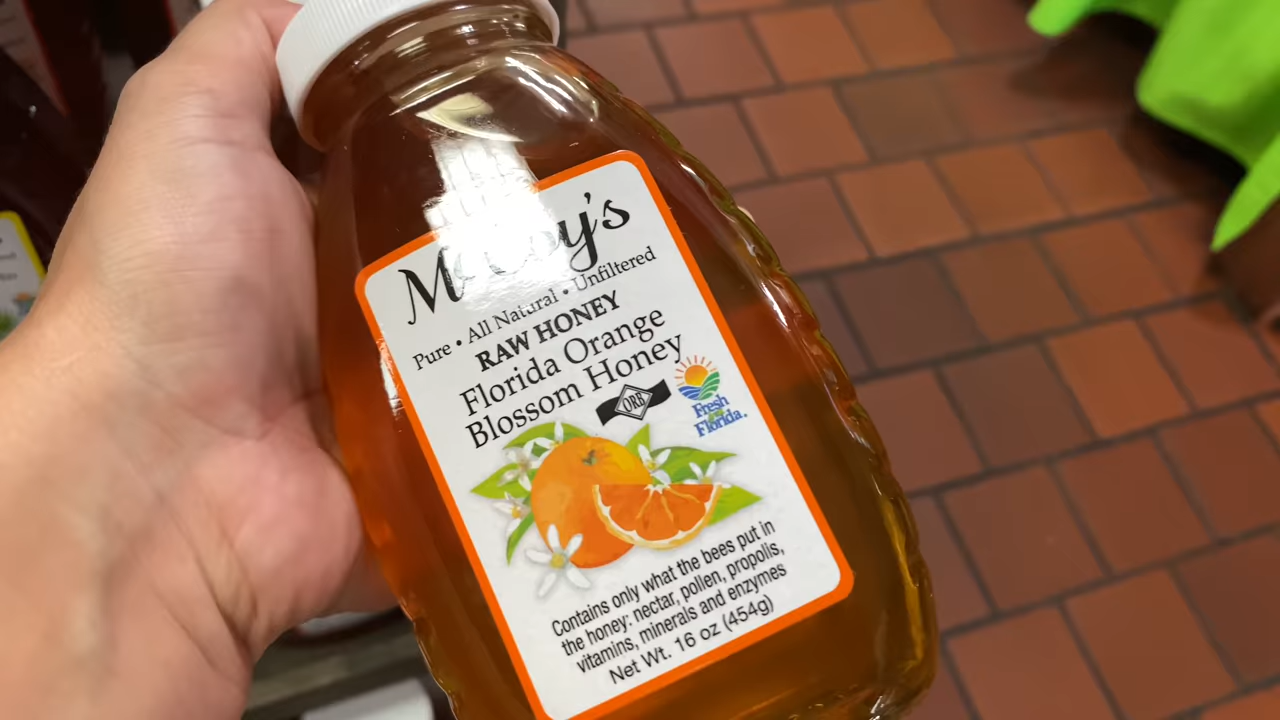 Pure • All Natural • Unfiltered
RAW HONEY
Florida Orange
Blossom Honey
ORB
Fresh
Florida.
Contains only what the bees put in
the honey: nectar, pollen, propolis,
vitamins, minerals and enzymes
Net Wt. 16 oz (454g)